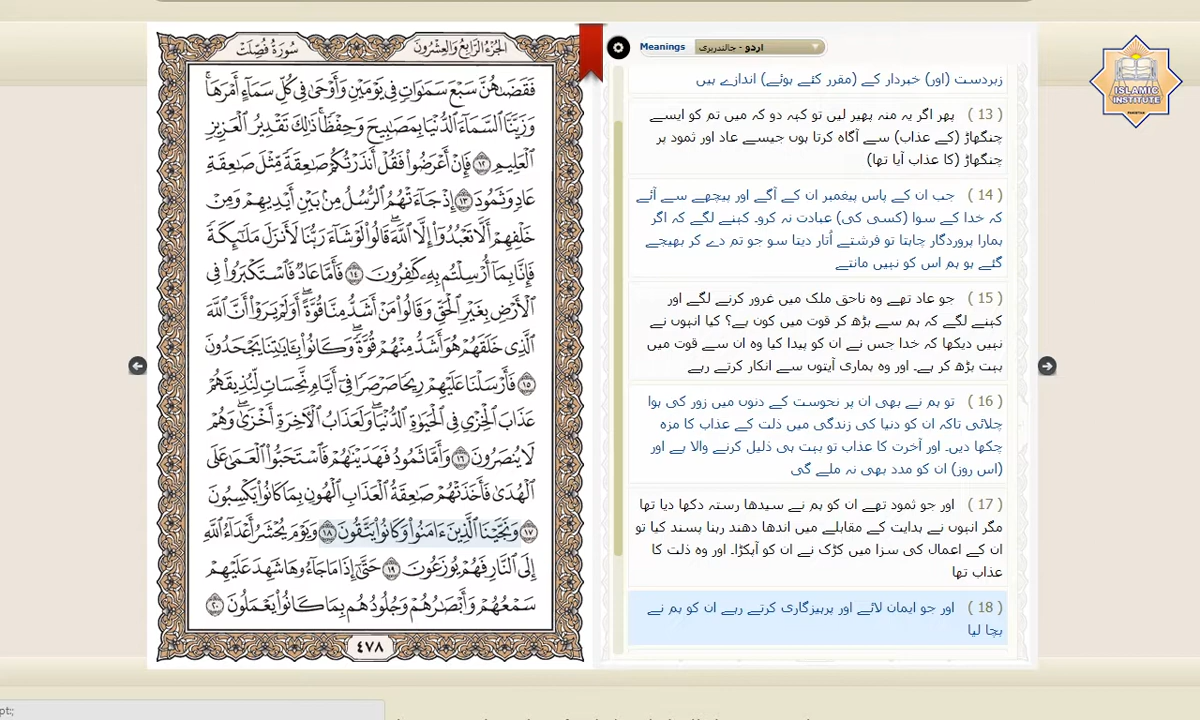 سُورَةُ فُصِّلَتْ
الجُزْءُ الرَّابِعُ وَالْعِشْرُونَ
فَقَضَىٰهُنَّ سَبْعَ سَمَٰوَاتٍ فِي يَوْمَيْنِ وَأَوْحَىٰ فِي كُلِّ سَمَآءٍ أَمْرَهَا ۚ
وَزَيَّنَّا ٱلسَّمَآءَ ٱلدُّنْيَا بِمَصَٰبِيحَ وَحِفْظًا ۚ ذَٰلِكَ تَقْدِيرُ ٱلْعَزِيزِ
ٱلْعَلِيمِ ١٢ فَإِنْ أَعْرَضُوا۟ فَقُلْ أَنذَرْتُكُمْ صَٰعِقَةً مِّثْلَ صَٰعِقَةِ
عَادٍ وَثَمُودَ ١٣ إِذْ جَآءَتْهُمُ ٱلرُّسُلُ مِنۢ بَيْنِ أَيْدِيهِمْ وَمِنْ
خَلْفِهِمْ أَلَّا تَعْبُدُوٓا۟ إِلَّا ٱللَّهَ ۖ قَالُوا۟ لَوْ شَآءَ رَبُّنَا لَأَنزَلَ مَلَٰٓئِكَةً
فَإِنَّا بِمَآ أُرْسِلْتُم بِهِۦ كَٰفِرُونَ ١٤ فَأَمَّا عَادٌ فَٱسْتَكْبَرُوا۟ فِي
ٱلْأَرْضِ بِغَيْرِ ٱلْحَقِّ وَقَالُوا۟ مَنْ أَشَدُّ مِنَّا قُوَّةً ۖ أَوَلَمْ يَرَوْا۟ أَنَّ ٱللَّهَ
ٱلَّذِي خَلَقَهُمْ هُوَ أَشَدُّ مِنْهُمْ قُوَّةً ۖ وَكَانُوا۟ بِـَٔايَٰتِنَا يَجْحَدُونَ
١٥ فَأَرْسَلْنَا عَلَيْهِمْ رِيحًا صَرْصَرًا فِيٓ أَيَّامٍ نَّحِسَاتٍ لِّنُذِيقَهُمْ
عَذَابَ ٱلْخِزْيِ فِي ٱلْحَيَوٰةِ ٱلدُّنْيَا ۖ وَلَعَذَابُ ٱلْءَاخِرَةِ أَخْزَىٰ ۖ وَهُمْ
لَا يُنصَرُونَ ١٦ وَأَمَّا ثَمُودُ فَهَدَيْنَٰهُمْ فَٱسْتَحَبُّوا۟ ٱلْعَمَىٰ عَلَى
ٱلْهُدَىٰ فَأَخَذَتْهُمْ صَٰعِقَةُ ٱلْعَذَابِ ٱلْهُونِ بِمَا كَانُوا۟ يَكْسِبُونَ
١٧ وَنَجَّيْنَا ٱلَّذِينَ ءَامَنُوا۟ وَكَانُوا۟ يَتَّقُونَ ١٨ وَيَوْمَ يُحْشَرُ أَعْدَآءُ ٱللَّهِ
إِلَى ٱلنَّارِ فَهُمْ يُوزَعُونَ ١٩ حَتَّىٰٓ إِذَا مَا جَآءُوهَا شَهِدَ عَلَيْهِمْ
سَمْعُهُمْ وَأَبْصَٰرُهُمْ وَجُلُودُهُم بِمَا كَانُوا۟ يَعْمَلُونَ ٢٠
٤٧٨
Meanings
اردو - جالندربرى
زبردست (اور) خبردار کے (مقرر کئے ہوئے) اندازے ہیں
(13) پھر اگر یہ منہ پھیر لیں تو کہہ دو کہ میں تم کو ایسے
چنگھاڑ (کے عذاب) سے آگاہ کرتا ہوں جیسے عاد اور ثمود پر
چنگھاڑ (کا عذاب آیا تھا)
(14) جب ان کے پاس پیغمبر ان کے آگے اور پیچھے سے آئے
کہ خدا کے سوا (کسی کی) عبادت نہ کرو۔ کہنے لگے کہ اگر
ہمارا پروردگار چاہتا تو فرشتے اُتار دیتا سو جو تم دے کر بھیجے
گئے ہو ہم اس کو نہیں مانتے
(15) جو عاد تھے وہ ناحق ملک میں غرور کرنے لگے اور
کہنے لگے کہ ہم سے بڑھ کر قوت میں کون ہے؟ کیا انہوں نے
نہیں دیکھا کہ خدا جس نے ان کو پیدا کیا وہ ان سے قوت میں
بہت بڑھ کر ہے۔ اور وہ ہماری آیتوں سے انکار کرتے رہے
(16) تو ہم نے بھی ان پر نحوست کے دنوں میں زور کی ہوا
چلائی تاکہ ان کو دنیا کی زندگی میں ذلت کے عذاب کا مزہ
چکھا دیں۔ اور آخرت کا عذاب تو بہت ہی ذلیل کرنے والا ہے اور
(اس روز) ان کو مدد بھی نہ ملے گی
(17) اور جو ثمود تھے ان کو ہم نے سیدھا رستہ دکھا دیا تھا
مگر انہوں نے ہدایت کے مقابلے میں اندھا دھند رہنا پسند کیا تو
ان کے اعمال کی سزا میں کڑک نے ان کو آپکڑا۔ اور وہ ذلت کا
عذاب تھا
(18) اور جو ایمان لائے اور پرہیزگاری کرتے رہے ان کو ہم نے
بچا لیا
ISLAMIC
INSTITUTE
pt:;